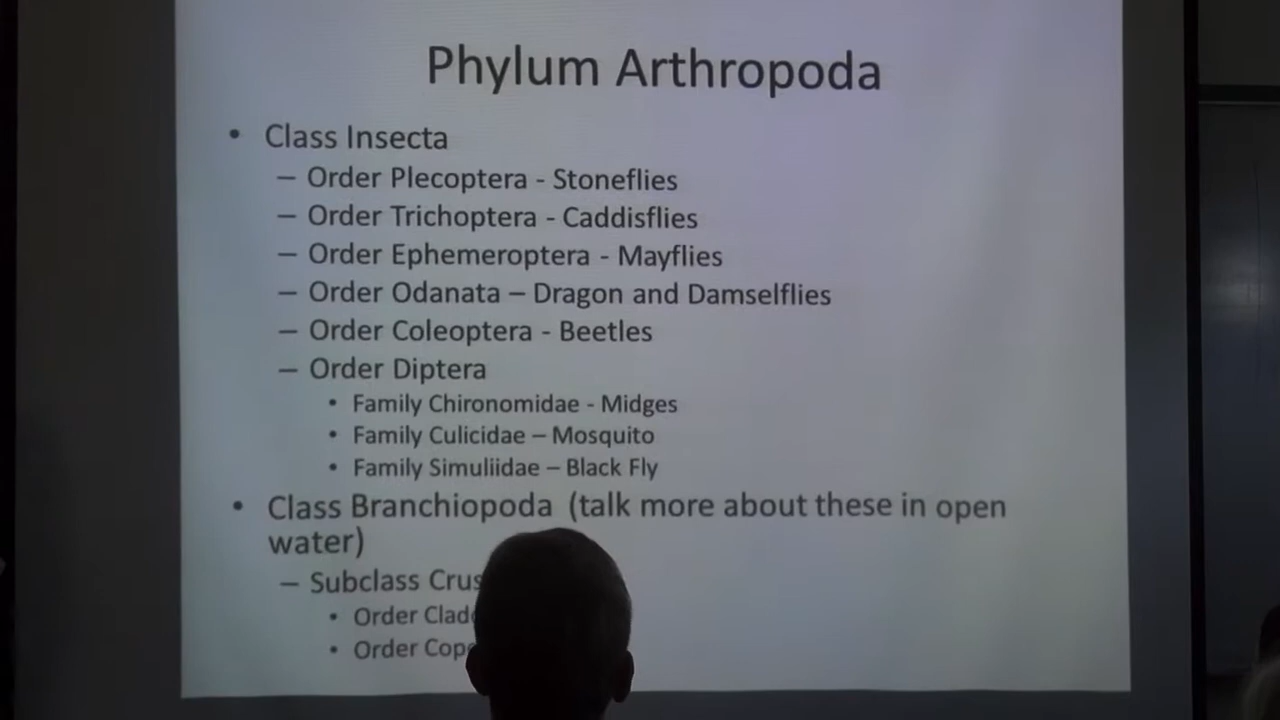 Phylum Arthropoda
• Class Insecta
– Order Plecoptera - Stoneflies
– Order Trichoptera - Caddisflies
– Order Ephemeroptera - Mayflies
– Order Odanata – Dragon and Damselflies
– Order Coleoptera - Beetles
– Order Diptera
• Family Chironomidae - Midges
• Family Culicidae – Mosquito
• Family Simuliidae – Black Fly
• Class Branchiopoda (talk more about these in open
water)
– Subclass
• Order
• Order